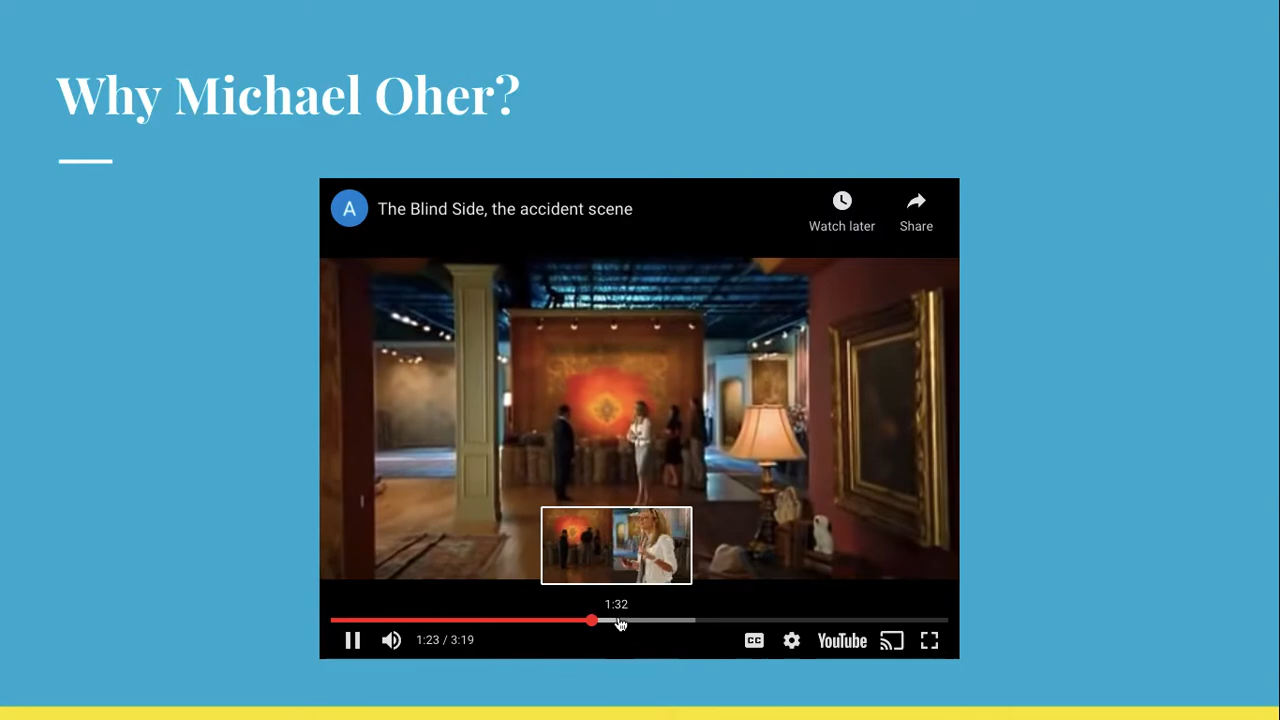 Why Michael Oher?
A
The Blind Side, the accident scene
Watch later
Share
1:32
1:23 / 3:19
CC
YouTube